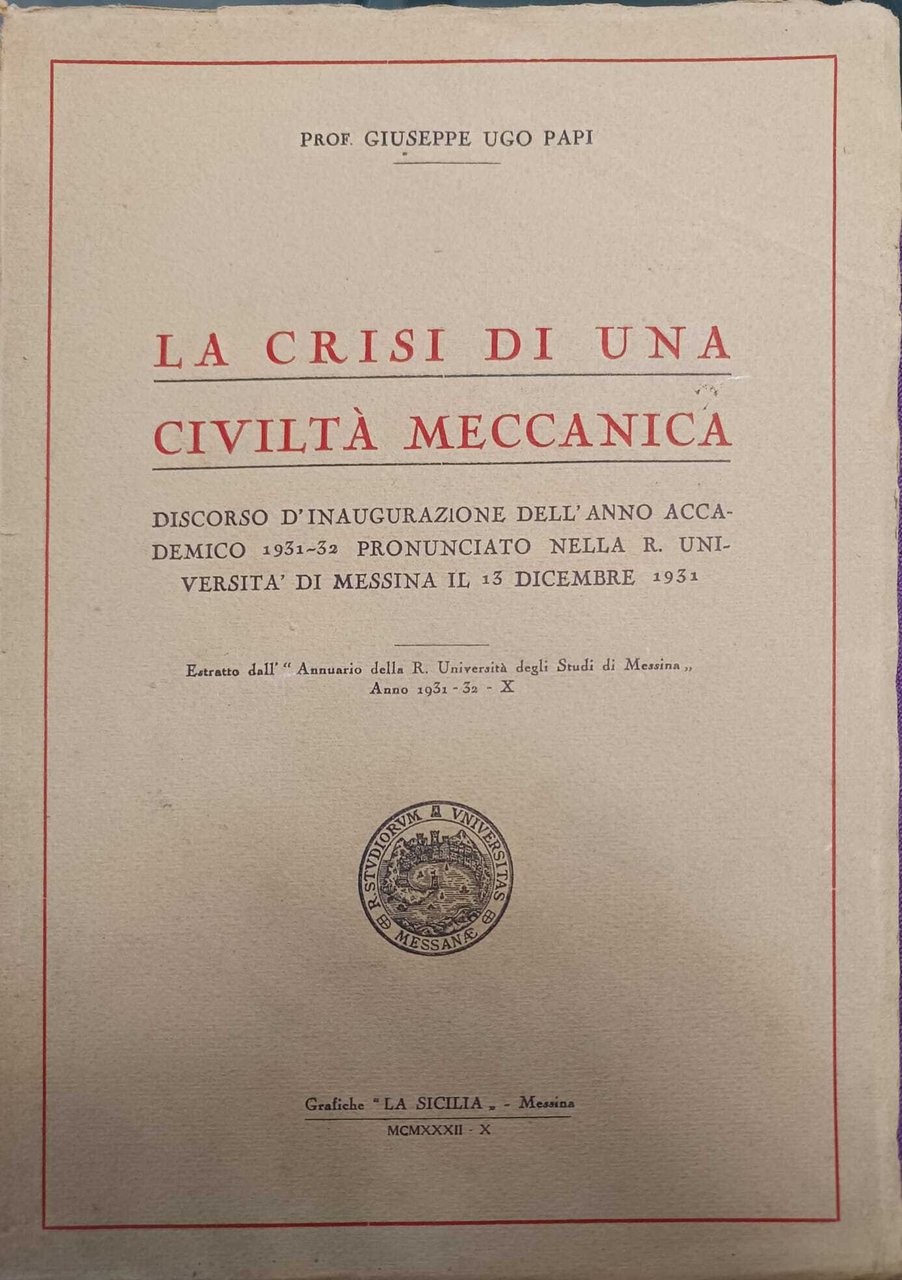 PROF. GIUSEPPE UGO PAPI
LA CRISI DI UNA
CIVILTÀ MECCANICA
DISCORSO D'INAUGURAZIONE DELL'ANNO ACCA-
DEMICO 1931-32 PRONUNCIATO NELLA R. UNI-
VERSITA' DI MESSINA IL 13 DICEMBRE 1931
Estratto dall' “ Annuario della R. Università degli Studi di Messina „
Anno 1931 - 32 - X
R. STVDIORVM VNIVERSITAS
MESSANÆ
Grafiche “ LA SICILIA „ - Messina
MCMXXXII - X